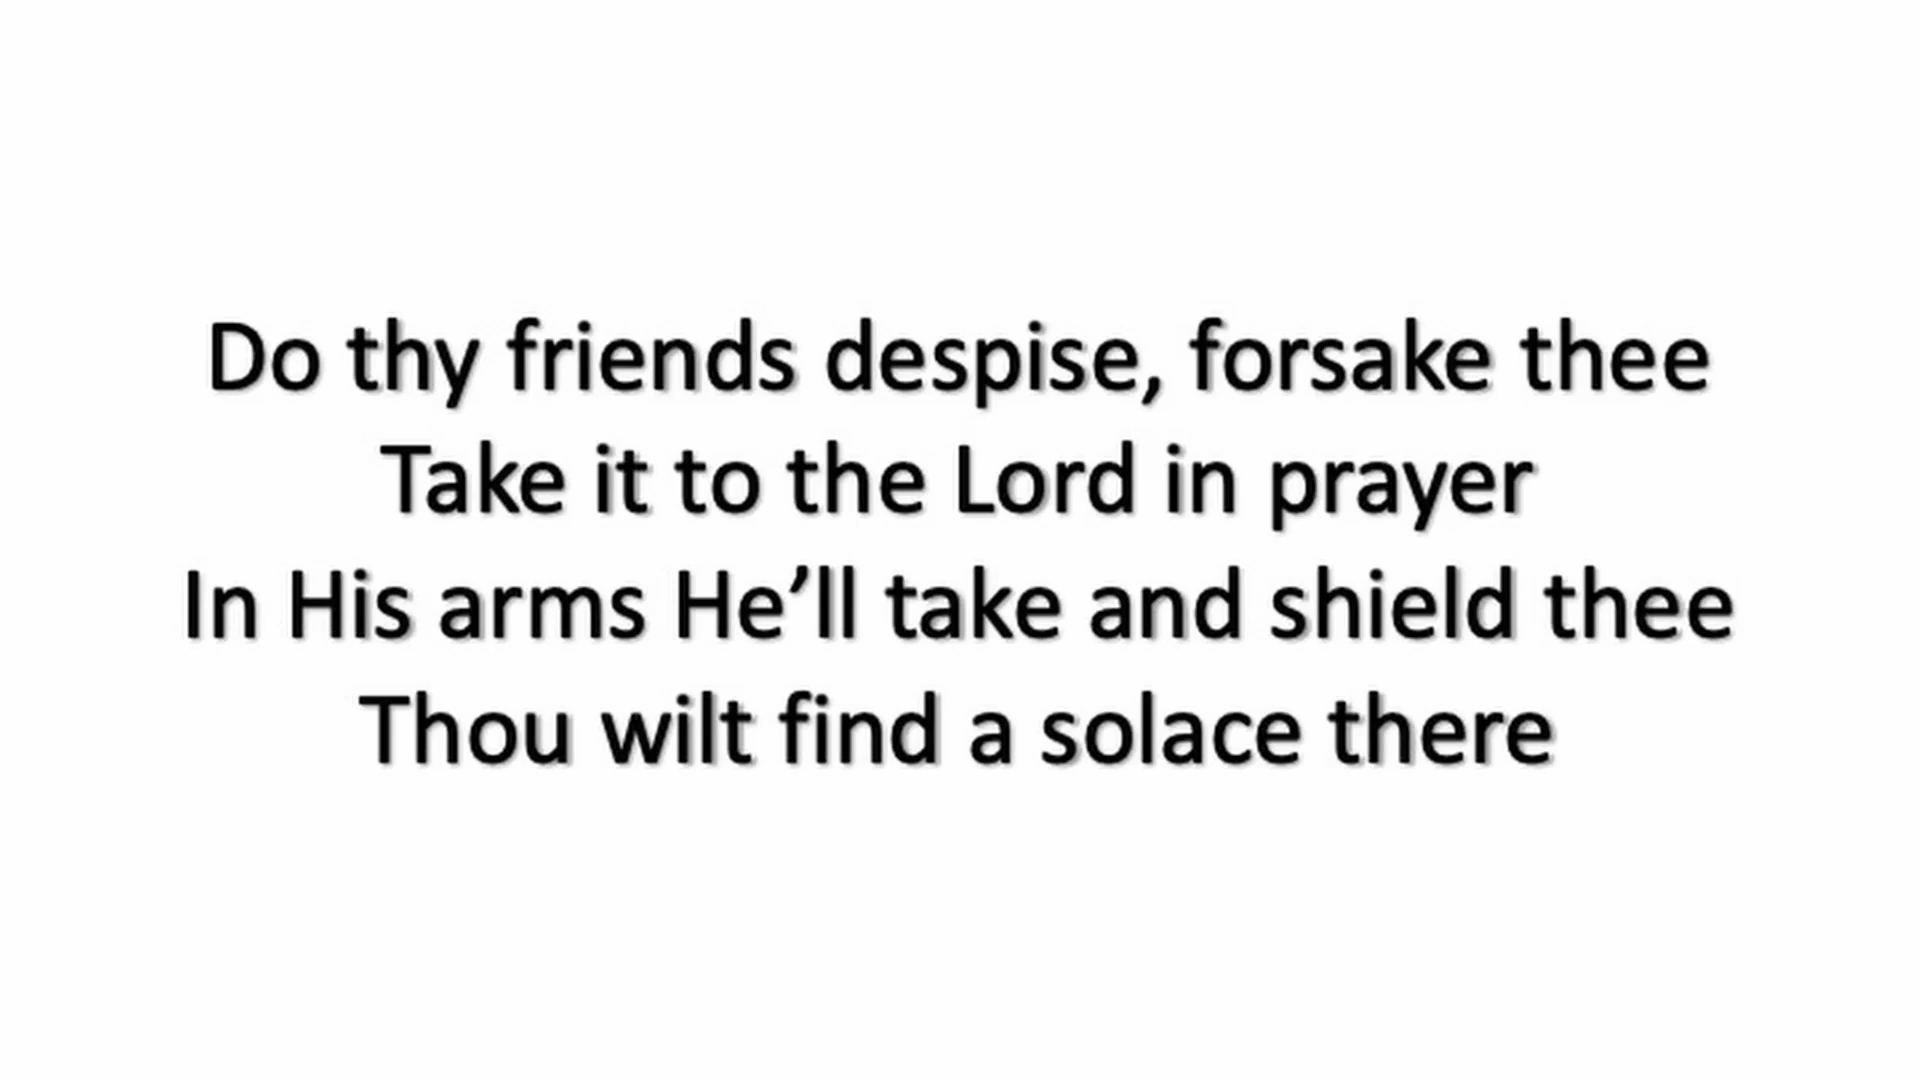 Do thy friends despise, forsake thee
Take it to the Lord in prayer
In His arms He’ll take and shield thee
Thou wilt find a solace there